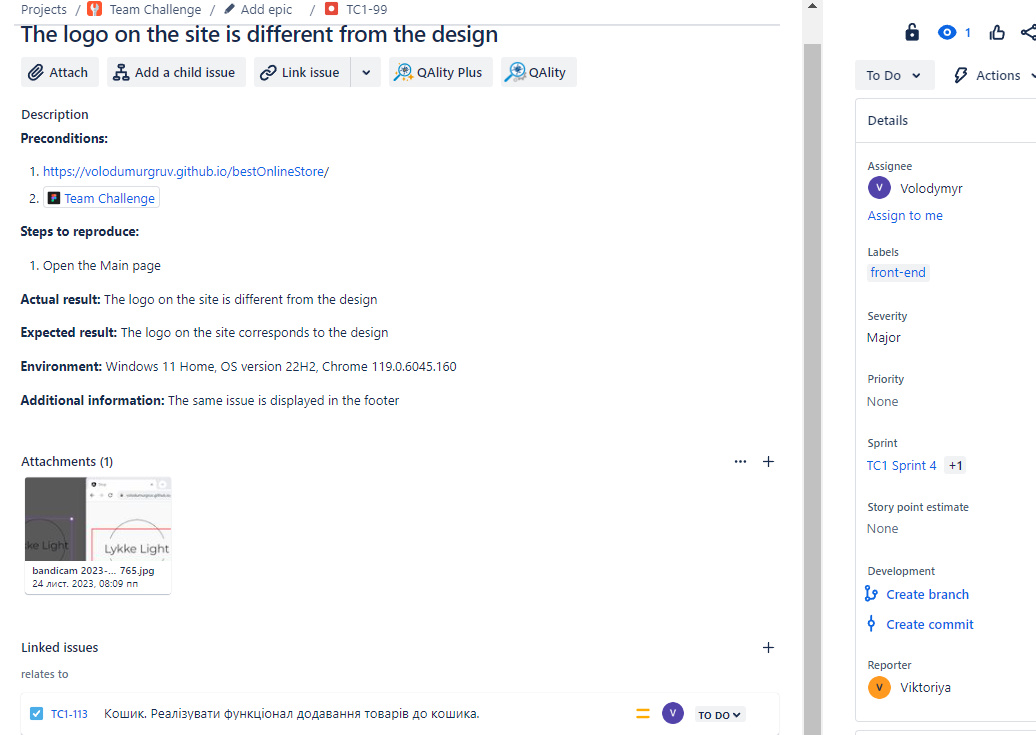 Projects / Team Challenge / Add epic / TC1-99
The logo on the site is different from the design
Attach Add a child issue Link issue QAlity Plus QAlity
Description
Preconditions:
1. https://volodumurgruv.github.io/bestOnlineStore/
2. Team Challenge
Steps to reproduce:
1. Open the Main page
Actual result: The logo on the site is different from the design
Expected result: The logo on the site corresponds to the design
Environment: Windows 11 Home, OS version 22H2, Chrome 119.0.6045.160
Additional information: The same issue is displayed in the footer
Attachments (1)
ke Light
Lykke Light
bandicam 2023-... 765.jpg
24 лист. 2023, 08:09 пп
Linked issues
relates to
TC1-113 Кошик. Реалізувати функціонал додавання товарів до кошика. V TO DO
1
To Do Actions
Details
Assignee
V Volodymyr
Assign to me
Labels
front-end
Severity
Major
Priority
None
Sprint
TC1 Sprint 4 +1
Story point estimate
None
Development
Create branch
Create commit
Reporter
V Viktoriya